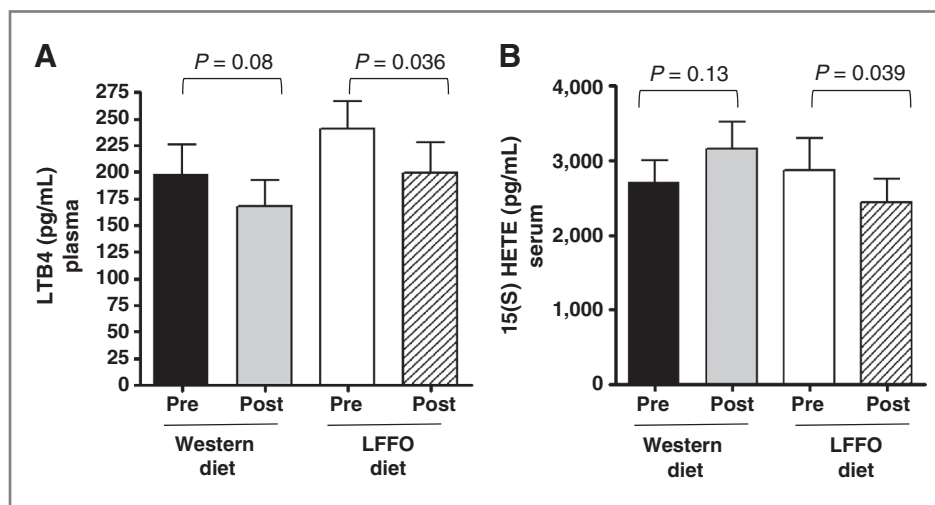 A
P = 0.08
P = 0.036
LTB4 (pg/mL)
plasma
275
250
225
200
175
150
125
100
75
50
25
0
Pre
Post
Pre
Post
Western
diet
LFFO
diet
B
P = 0.13
P = 0.039
15(S) HETE (pg/mL)
serum
4,000
3,000
2,000
1,000
0
Pre
Post
Pre
Post
Western
diet
LFFO
diet